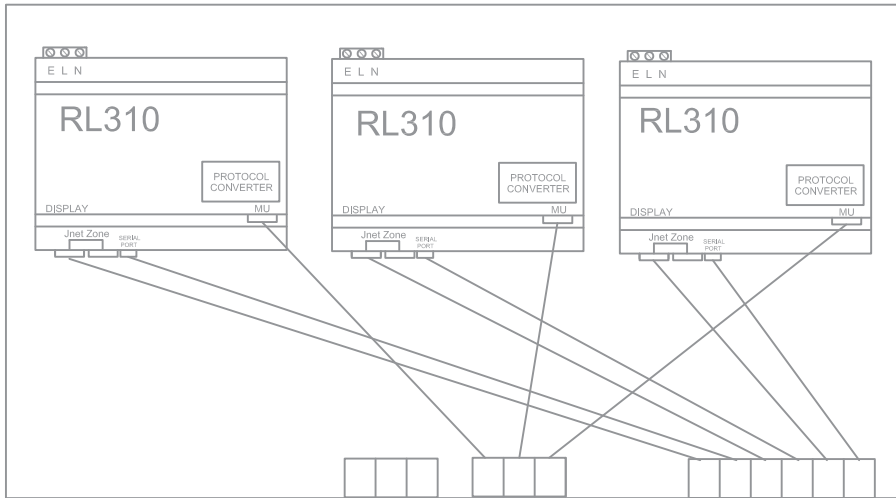 E L N
RL310
PROTOCOL
CONVERTER
DISPLAY
MU
Jnet Zone
SERIAL
PORT
E L N
RL310
PROTOCOL
CONVERTER
DISPLAY
MU
Jnet Zone
SERIAL
PORT
E L N
RL310
PROTOCOL
CONVERTER
DISPLAY
MU
Jnet Zone
SERIAL
PORT